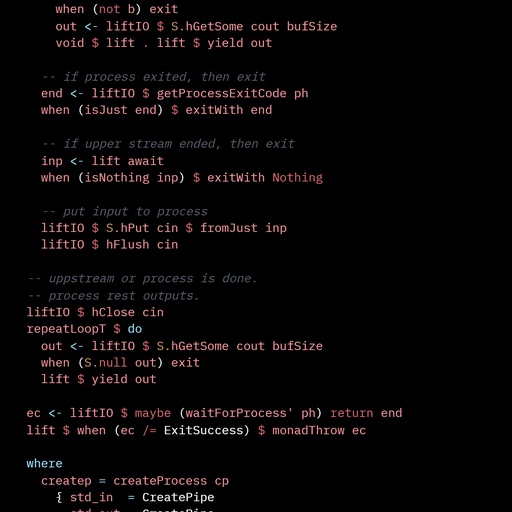 when (not b) exit
out <- liftIO $ S.hGetSome cout bufSize
void $ lift . lift $ yield out
-- if process exited, then exit
end <- liftIO $ getProcessExitCode ph
when (isJust end) $ exitWith end
-- if upper stream ended, then exit
inp <- lift await
when (isNothing inp) $ exitWith Nothing
-- put input to process
liftIO $ S.hPut cin $ fromJust inp
liftIO $ hFlush cin
-- uppstream or process is done.
-- process rest outputs.
liftIO $ hClose cin
repeatLoopT $ do
out <- liftIO $ S.hGetSome cout bufSize
when (S.null out) exit
lift $ yield out
ec <- liftIO $ maybe (waitForProcess' ph) return end
lift $ when (ec /= ExitSuccess) $ monadThrow ec
where
createp = createProcess cp
{ std_in  = CreatePipe